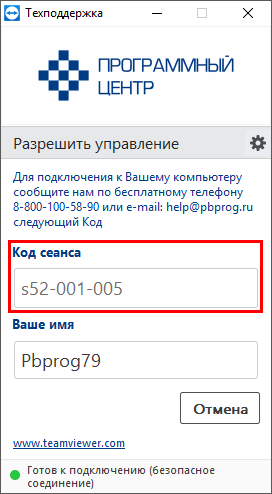 Техподдержка
ПРОГРАММНЫЙ
ЦЕНТР
Разрешить управление
Для подключения к Вашему компьютеру
сообщите нам по бесплатному телефону
8-800-100-58-90 или e-mail: help@pbprog.ru
следующий Код
Код сеанса
s52-001-005
Ваше имя
Pbprog79
Отмена
www.teamviewer.com
Готов к подключению (безопасное
соединение)